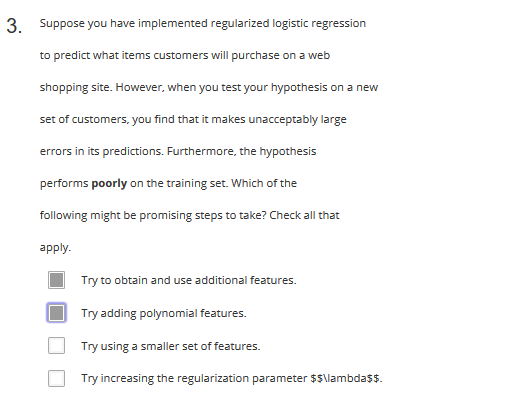 3. Suppose you have implemented regularized logistic regression
to predict what items customers will purchase on a web
shopping site. However, when you test your hypothesis on a new
set of customers, you find that it makes unacceptably large
errors in its predictions. Furthermore, the hypothesis
performs poorly on the training set. Which of the
following might be promising steps to take? Check all that
apply.
Try to obtain and use additional features.
Try adding polynomial features.
Try using a smaller set of features.
Try increasing the regularization parameter $$\lambda$$.